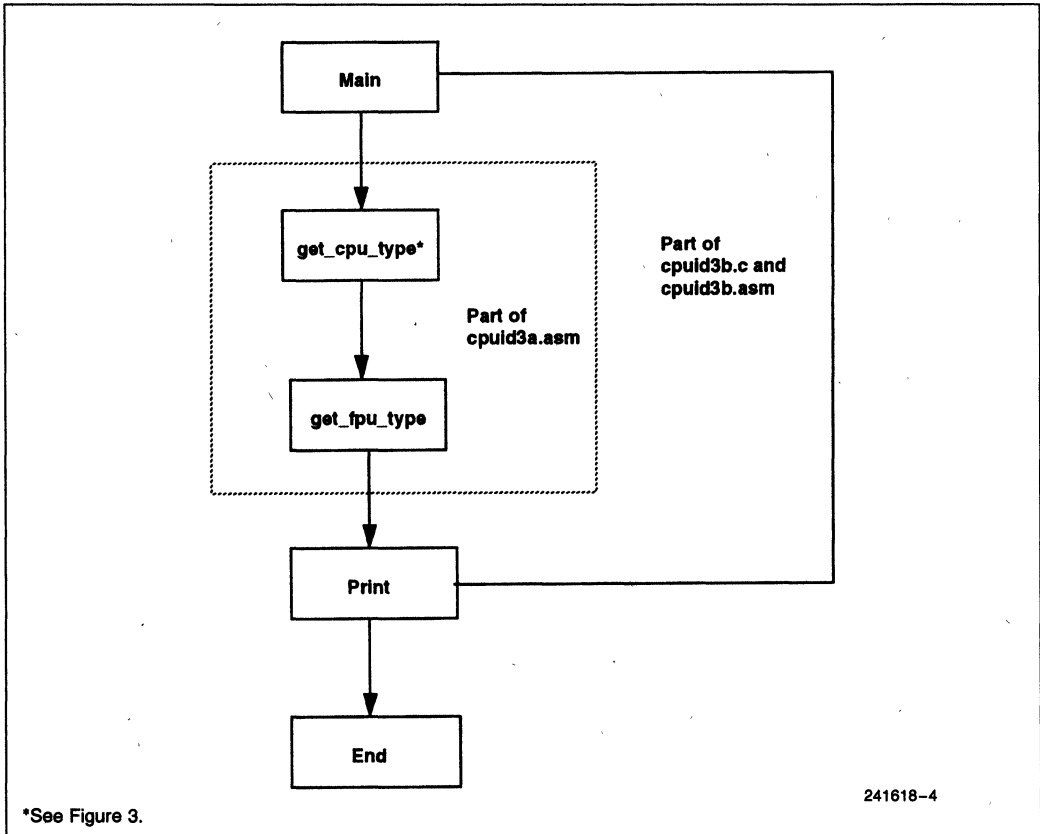 Main
get_cpu_type*
Part of
cpuid3b.c and
cpuid3b.asm
Part of
cpuid3a.asm
get_fpu_type
Print
End
241618–4
*See Figure 3.